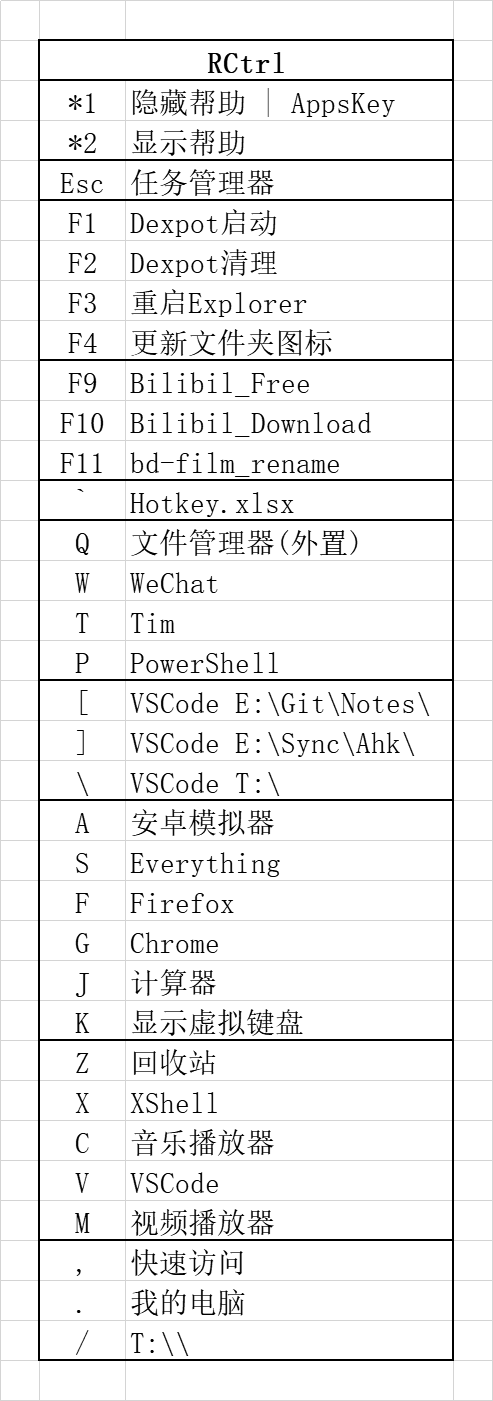 RCtrl
*1 隐藏帮助 | AppsKey
*2 显示帮助
Esc 任务管理器
F1 Dexpot启动
F2 Dexpot清理
F3 重启Explorer
F4 更新文件夹图标
F9 Bilibil_Free
F10 Bilibil_Download
F11 bd-film_rename
` Hotkey.xlsx
Q 文件管理器(外置)
W WeChat
T Tim
P PowerShell
[ VSCode E:\Git\Notes\
] VSCode E:\Sync\Ahk\
\ VSCode T:\
A 安卓模拟器
S Everything
F Firefox
G Chrome
J 计算器
K 显示虚拟键盘
Z 回收站
X XShell
C 音乐播放器
V VSCode
M 视频播放器
, 快速访问
. 我的电脑
/ T:\\